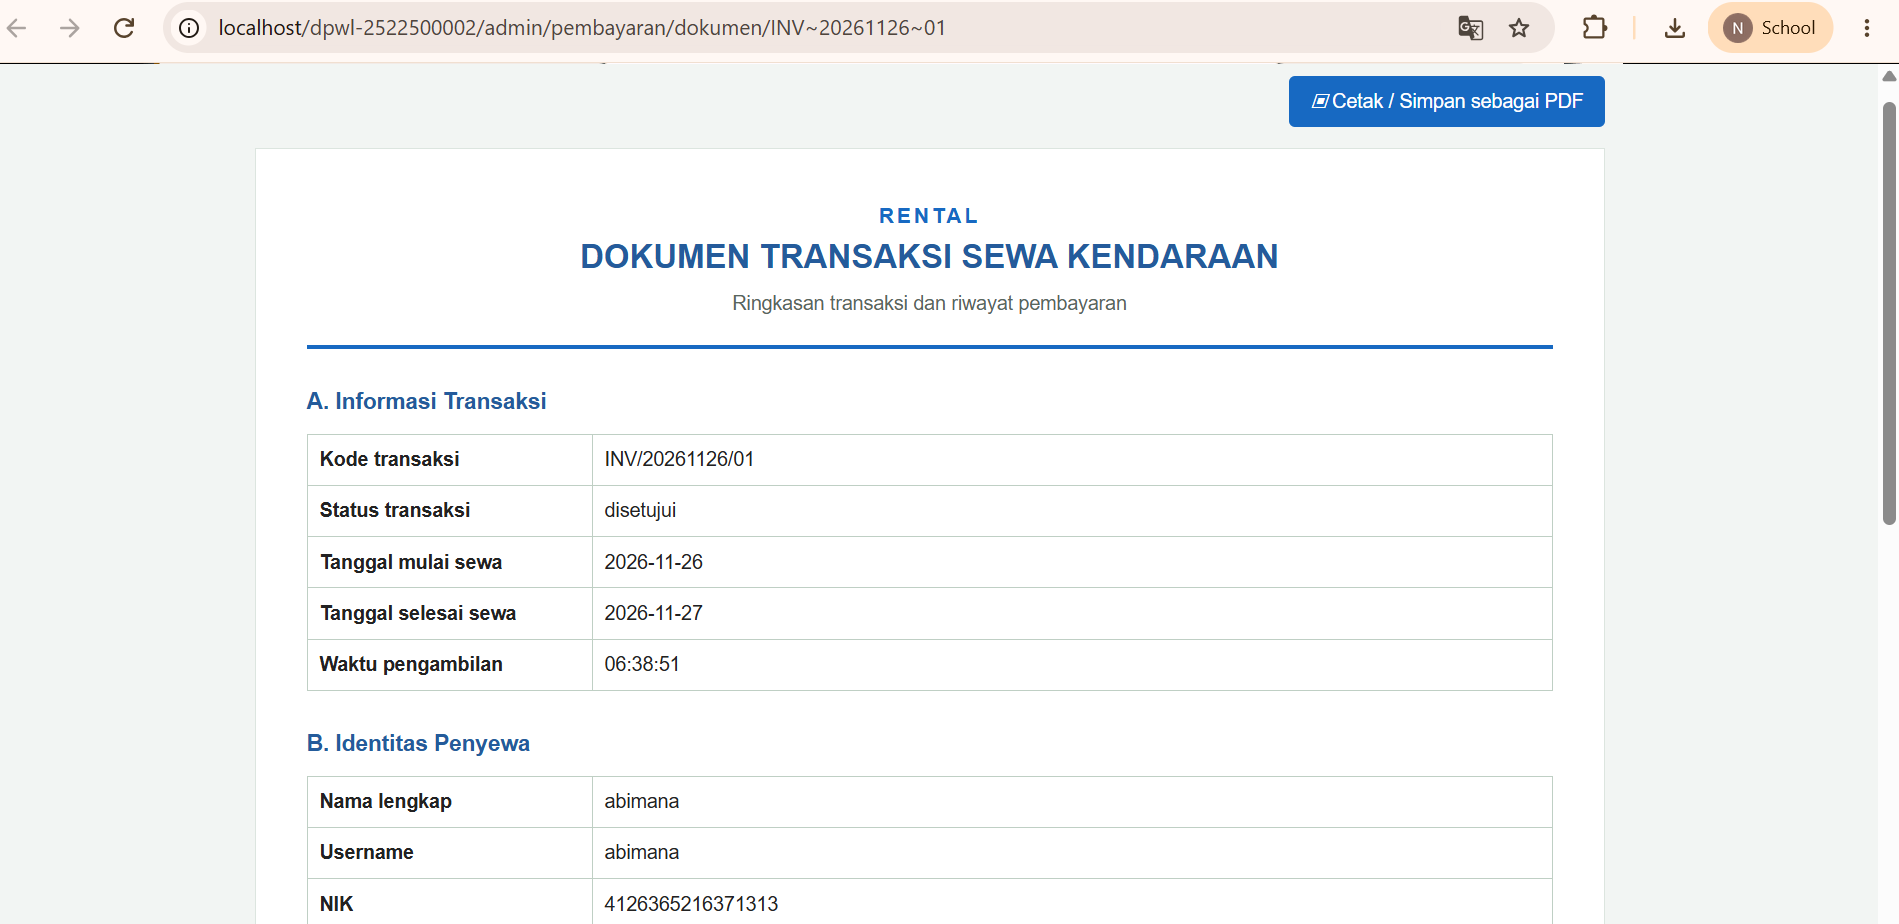 localhost/dpwl-2522500002/admin/pembayaran/dokumen/INV~20261126~01
N School
Cetak / Simpan sebagai PDF
RENTAL
DOKUMEN TRANSAKSI SEWA KENDARAAN
Ringkasan transaksi dan riwayat pembayaran
A. Informasi Transaksi
Kode transaksi INV/20261126/01
Status transaksi disetujui
Tanggal mulai sewa 2026-11-26
Tanggal selesai sewa 2026-11-27
Waktu pengambilan 06:38:51
B. Identitas Penyewa
Nama lengkap abimana
Username abimana
NIK 4126365216371313